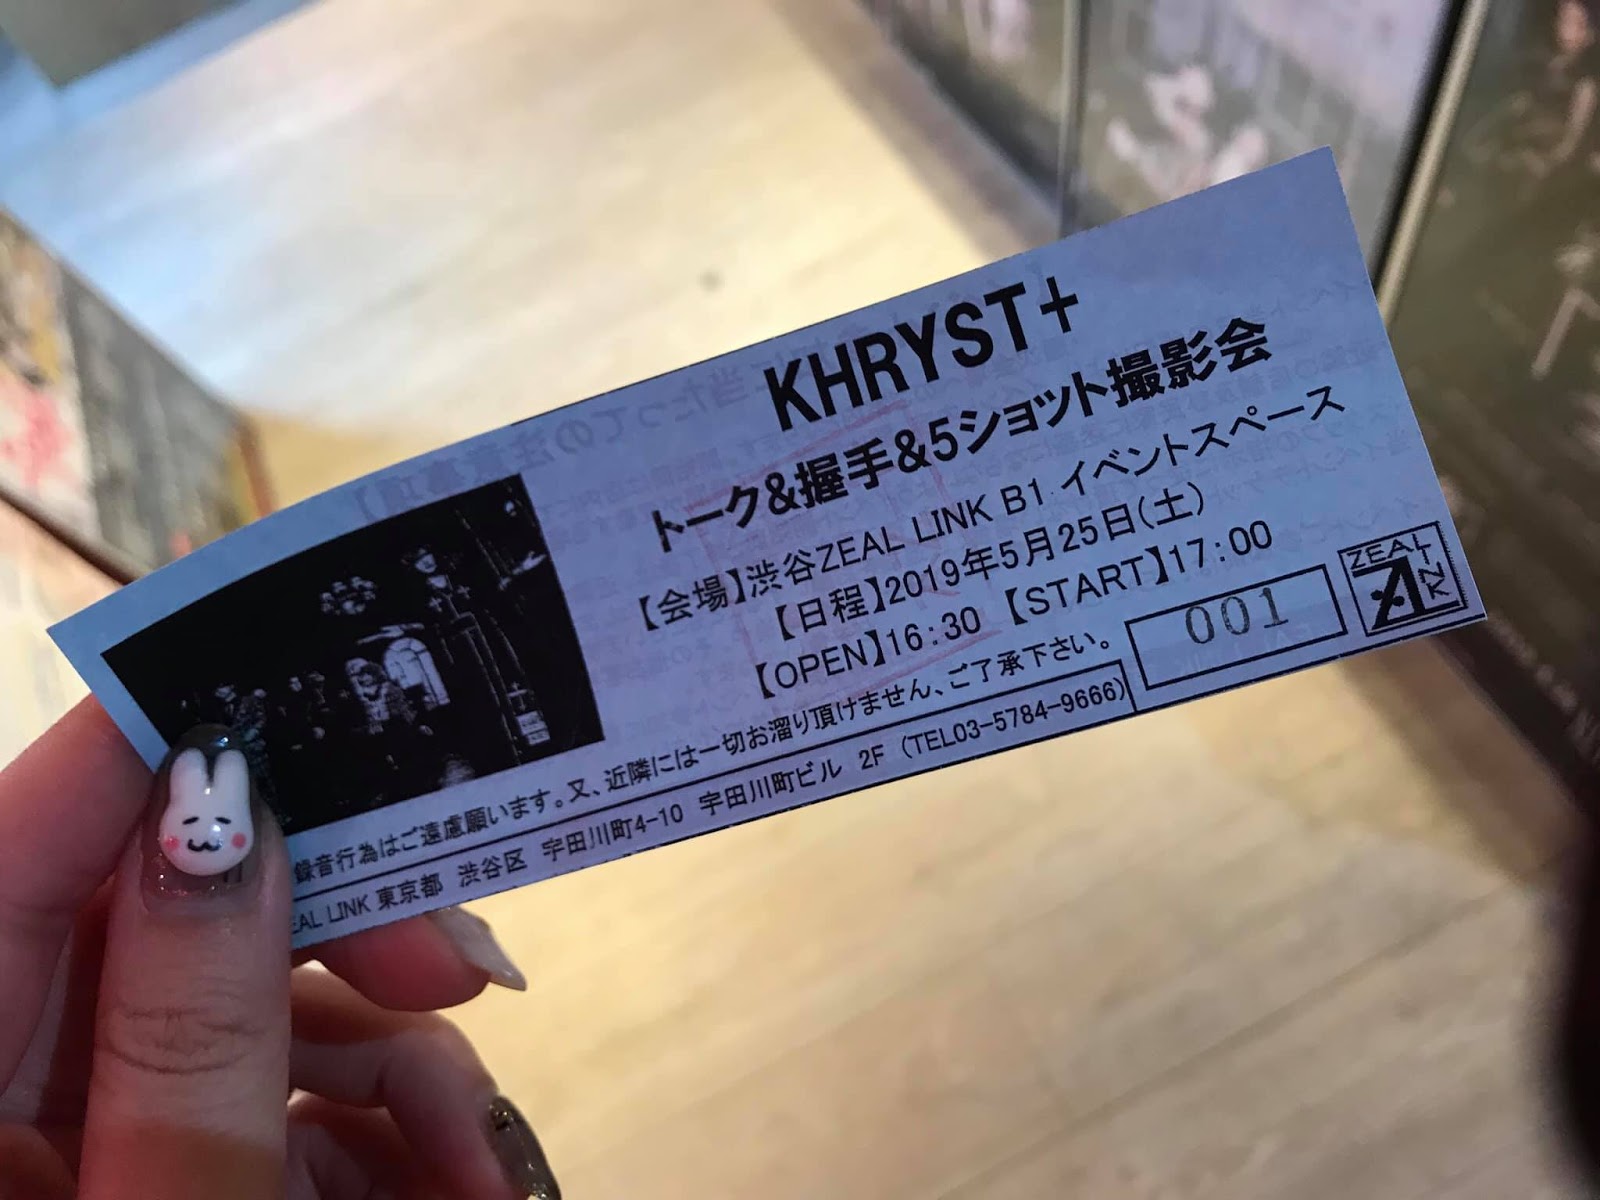 KHRYST+
トーク&握手&5ショット撮影会
【会場】渋谷ZEAL LINK B1 イベントスペース
【日程】2019年5月25日(土)
【OPEN】16:30 【START】17:00
録音行為はご遠慮願います。又、近隣には一切お溜り頂けません、ご了承下さい。
001
ZEAL LINK
EAL LINK 東京都 渋谷区 宇田川町4-10 宇田川町ビル 2F (TEL03-5784-9666)